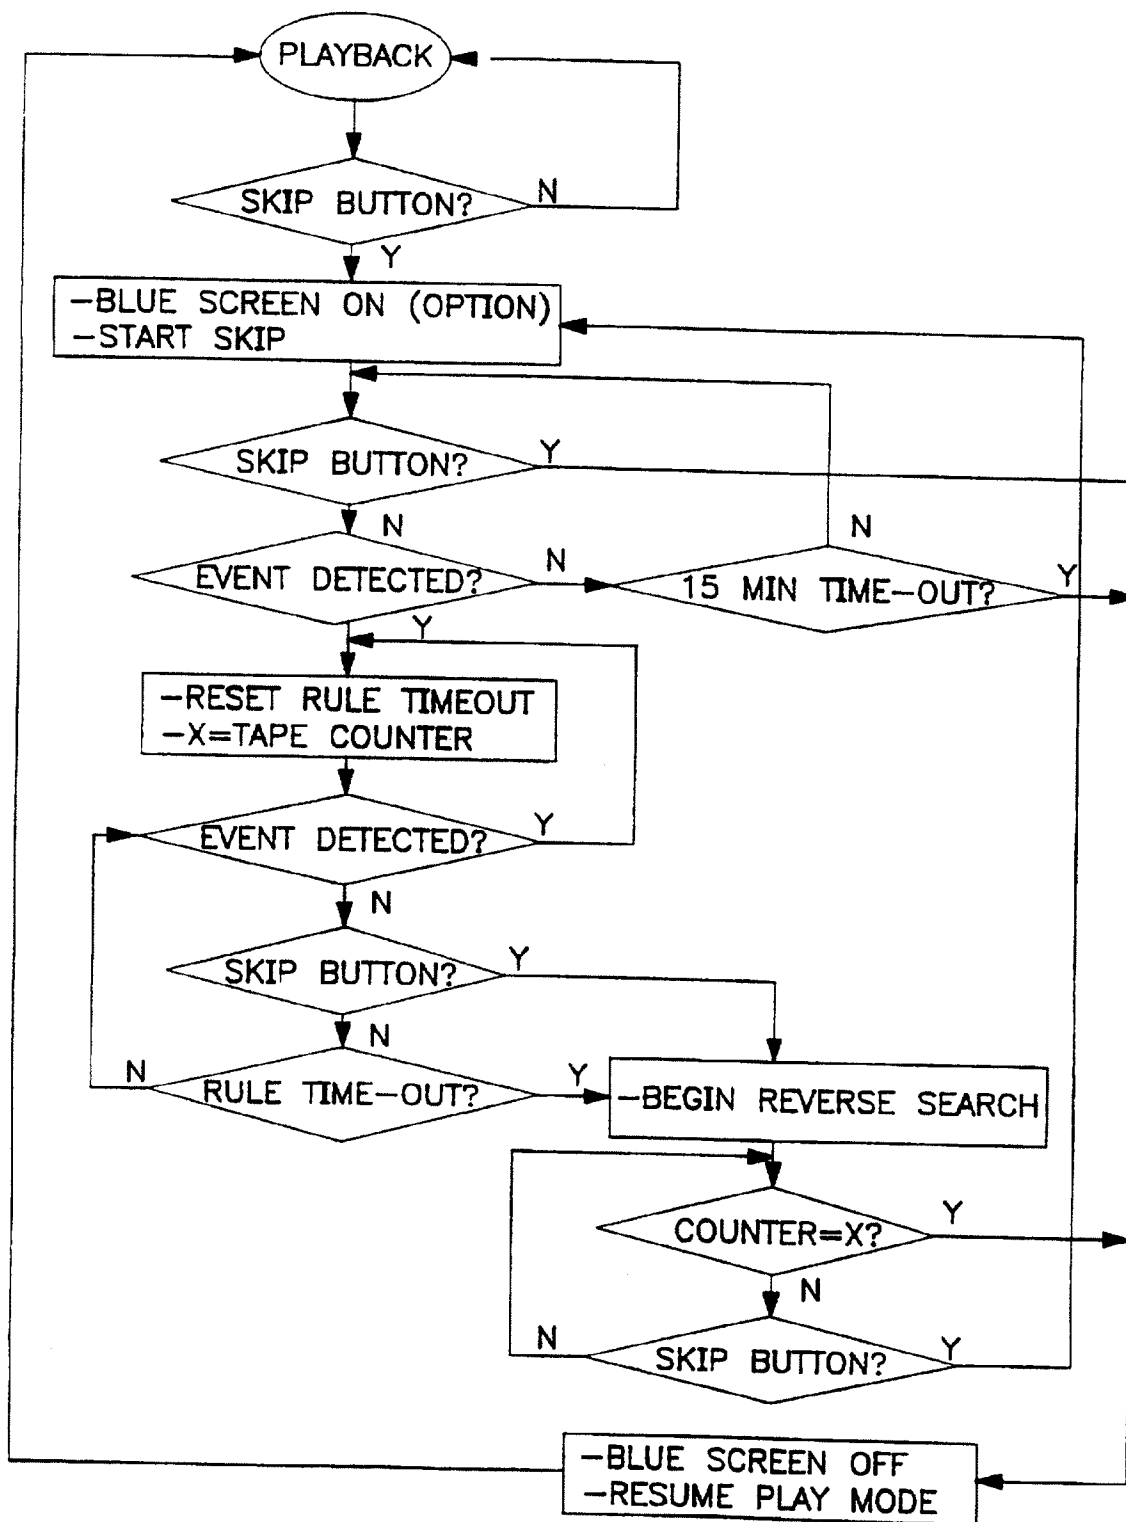 PLAYBACK
SKIP BUTTON?
N
Y
-BLUE SCREEN ON (OPTION)
-START SKIP
SKIP BUTTON?
Y
N
EVENT DETECTED?
N
Y
15 MIN TIME-OUT?
N
Y
-RESET RULE TIMEOUT
-X=TAPE COUNTER
EVENT DETECTED?
Y
N
SKIP BUTTON?
Y
N
RULE TIME-OUT?
N
Y
-BEGIN REVERSE SEARCH
COUNTER=X?
Y
N
SKIP BUTTON?
N
Y
-BLUE SCREEN OFF
-RESUME PLAY MODE